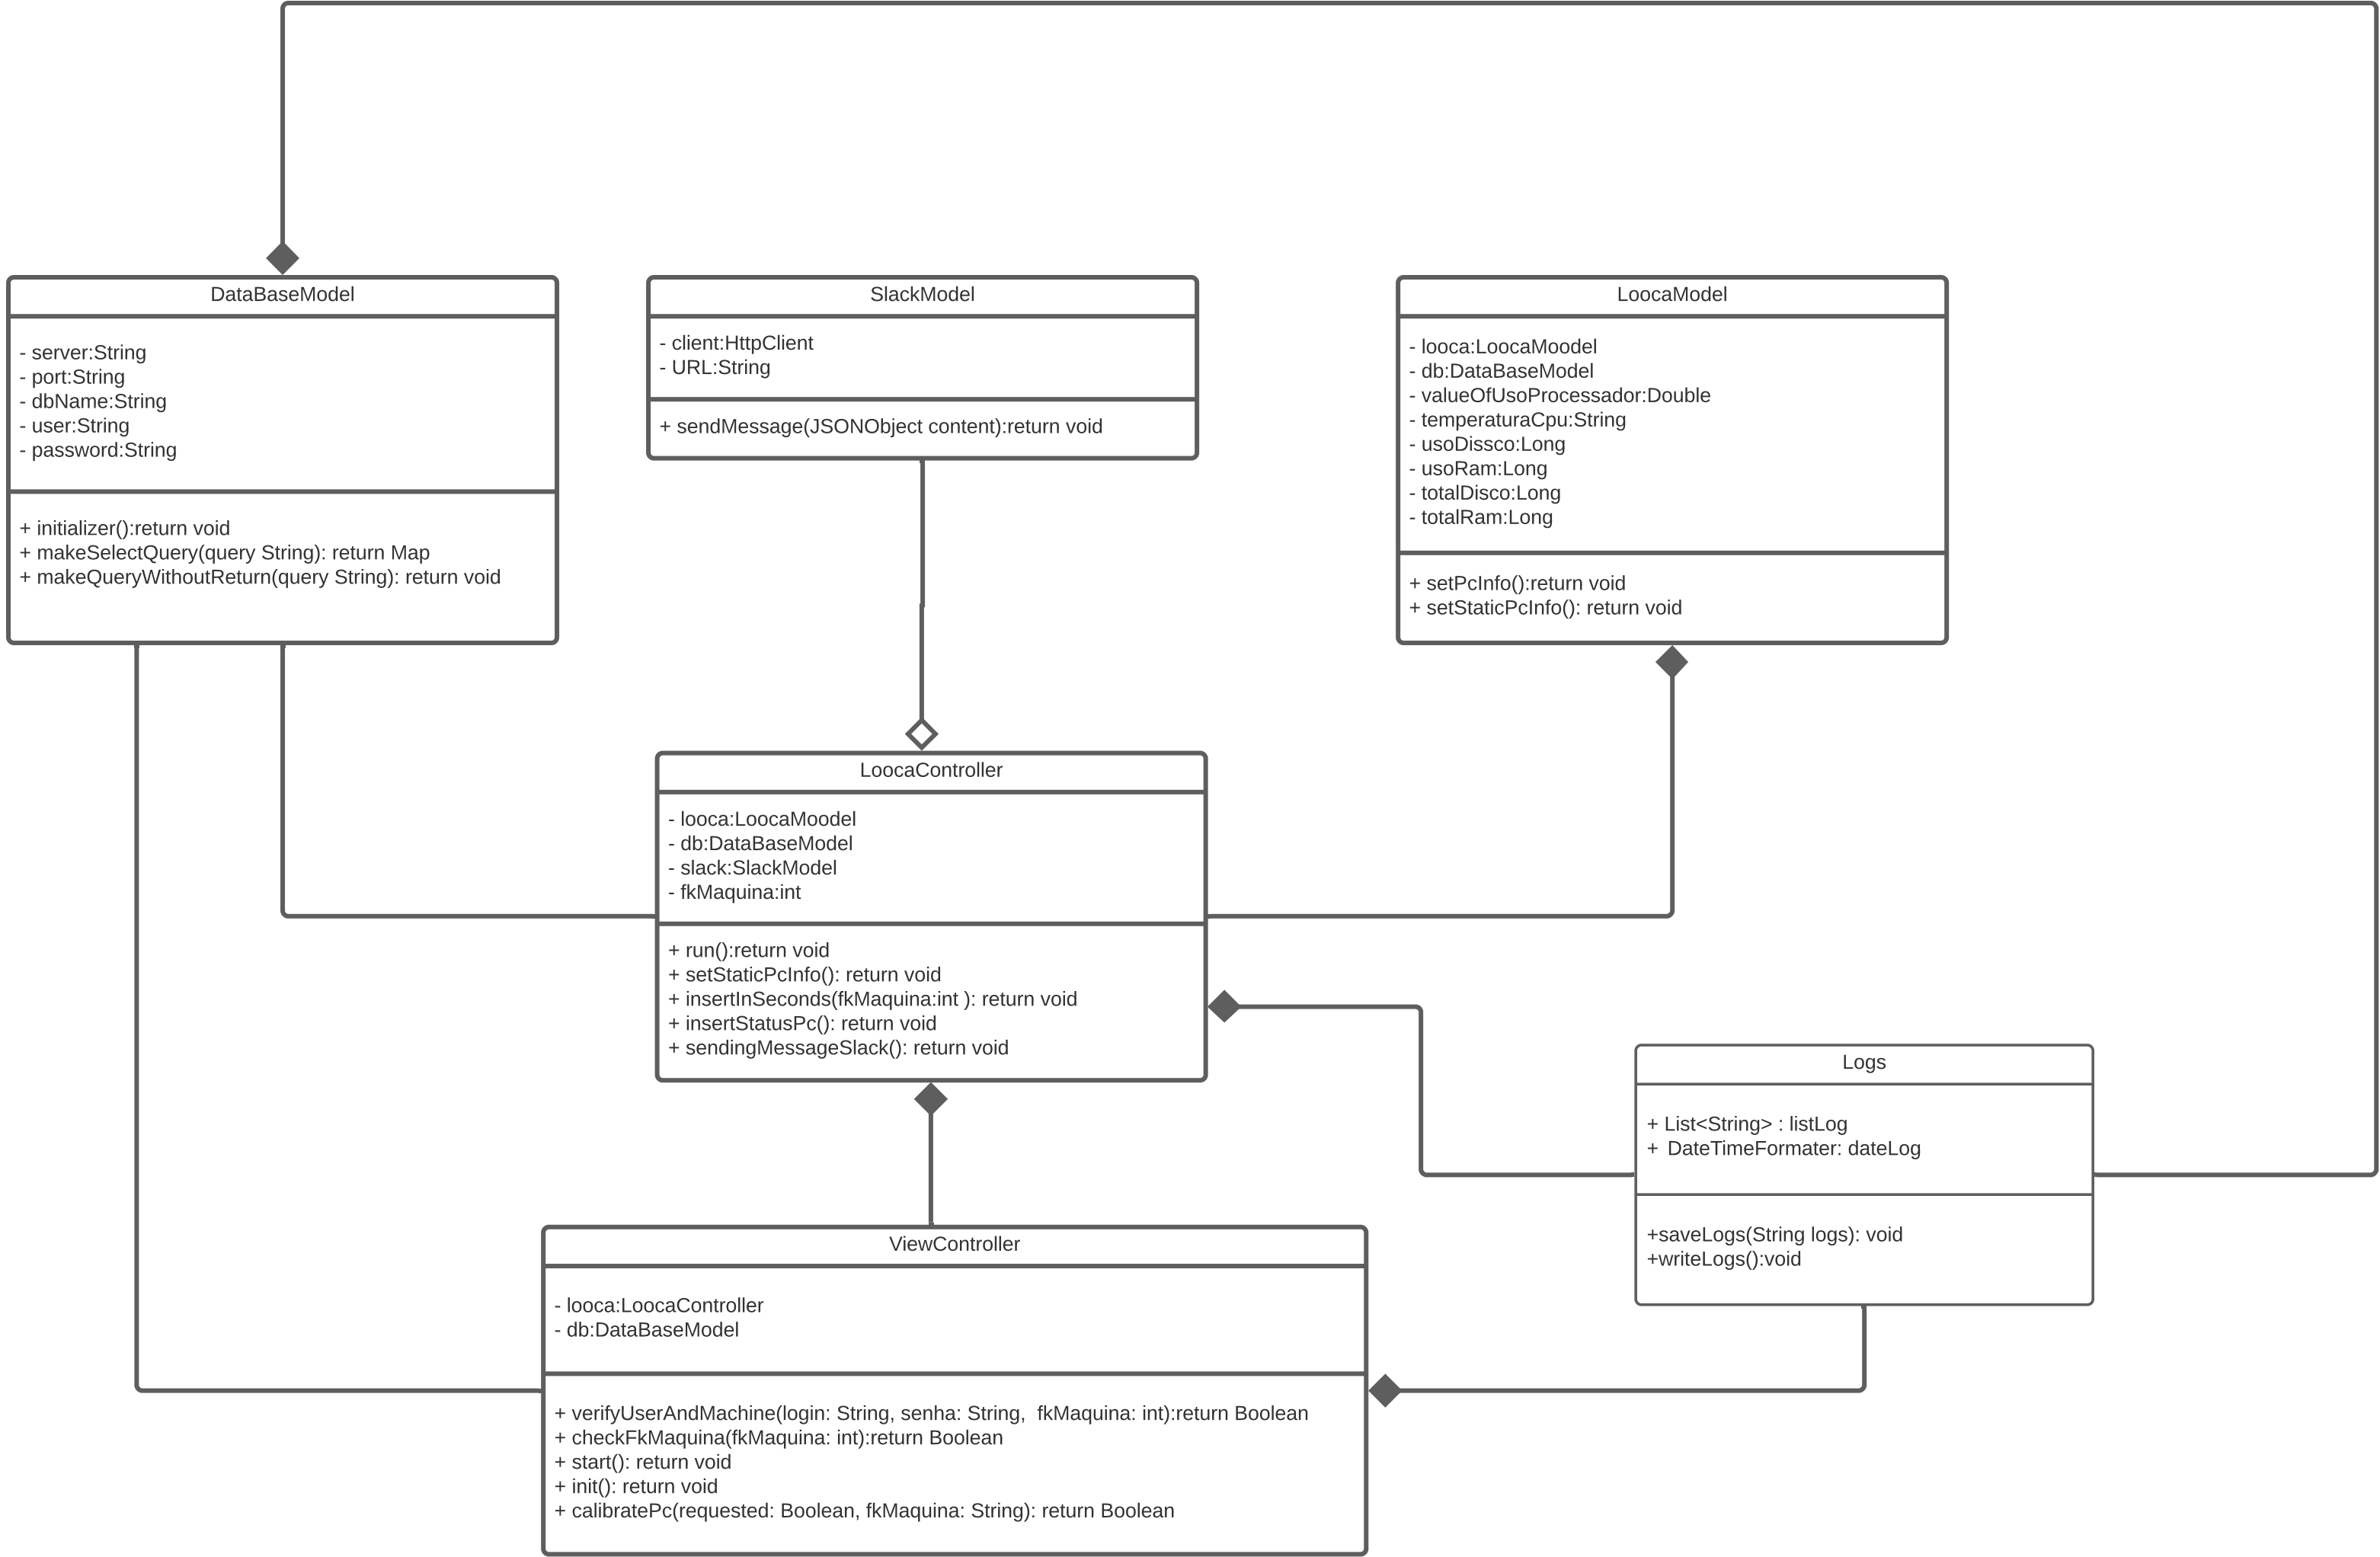 DataBaseModel
- server:String
- port:String
- dbName:String
- user:String
- password:String
+ initializer():return void
+ makeSelectQuery(query String): return Map
+ makeQueryWithoutReturn(query String): return void
SlackModel
- client:HttpClient
- URL:String
+ sendMessage(JSONObject content):return void
LoocaModel
- looca:LoocaMoodel
- db:DataBaseModel
- valueOfUsoProcessador:Double
- temperaturaCpu:String
- usoDissco:Long
- usoRam:Long
- totalDisco:Long
- totalRam:Long
+ setPcInfo():return void
+ setStaticPcInfo(): return void
LoocaController
- looca:LoocaMoodel
- db:DataBaseModel
- slack:SlackModel
- fkMaquina:int
+ run():return void
+ setStaticPcInfo(): return void
+ insertInSeconds(fkMaquina:int ): return void
+ insertStatusPc(): return void
+ sendingMessageSlack(): return void
Logs
+ List<String> : listLog
+ DateTimeFormater: dateLog
+saveLogs(String logs): void
+writeLogs():void
ViewController
- looca:LoocaController
- db:DataBaseModel
+ verifyUserAndMachine(login: String, senha: String, fkMaquina: int):return Boolean
+ checkFkMaquina(fkMaquina: int):return Boolean
+ start(): return void
+ init(): return void
+ calibratePc(requested: Boolean, fkMaquina: String): return Boolean